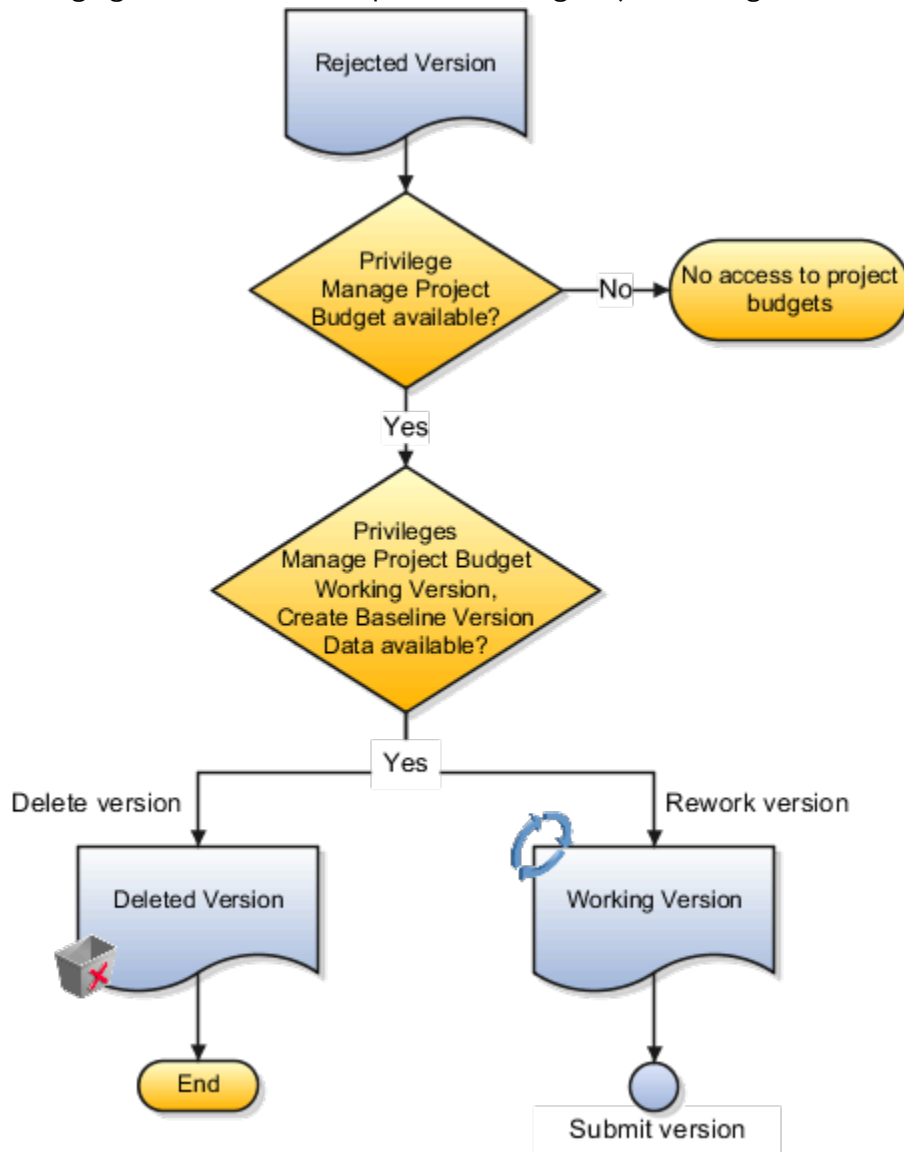 Rejected Version
Privilege
Manage Project
Budget available?
No
No access to project
budgets
Yes
Privileges
Manage Project Budget
Working Version,
Create Baseline Version
Data available?
Yes
Delete version
Rework version
Deleted Version
Working Version
End
Submit version